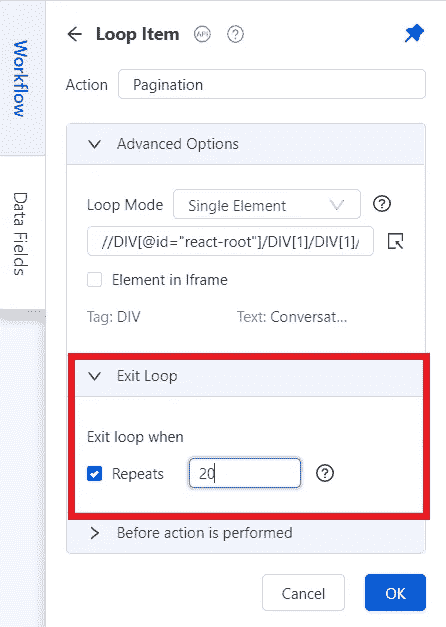 Workflow
Data Fields
Loop Item API ?
Action Pagination
Advanced Options
Loop Mode Single Element ?
//DIV[@id="react-root"]/DIV[1]/DIV[1]/
Element in Iframe
Tag: DIV Text: Conversat...
Exit Loop
Exit loop when
Repeats 20 ?
Before action is performed
Cancel OK